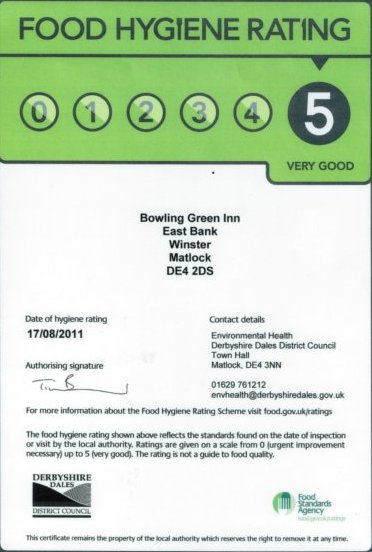 FOOD HYGIENE RATING
0 1 2 3 4 5
VERY GOOD
Bowling Green Inn
East Bank
Winster
Matlock
DE4 2DS
Date of hygiene rating
17/08/2011
Authorising signature
Contact details
Environmental Health
Derbyshire Dales District Council
Town Hall
Matlock, DE4 3NN
01629 761212
envhealth@derbyshiredales.gov.uk
For more information about the Food Hygiene Rating Scheme visit food.gov.uk/ratings
The food hygiene rating shown above reflects the standards found on the date of inspection
or visit by the local authority. Ratings are given on a scale from 0 (urgent improvement
necessary) up to 5 (very good). The rating is not a guide to food quality.
DERBYSHIRE
DALES
DISTRICT COUNCIL
Food
Standards
Agency
food.gov.uk/ratings
This certificate remains the property of the local authority which reserves the right to remove it at any time.